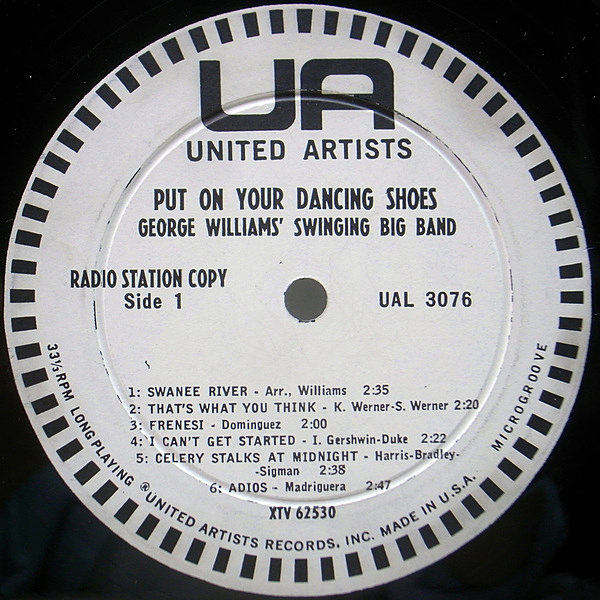 UA
UNITED ARTISTS
PUT ON YOUR DANCING SHOES
GEORGE WILLIAMS' SWINGING BIG BAND
RADIO STATION COPY
Side 1
UAL 3076
1: SWANEE RIVER - Arr., Williams 2:35
2: THAT'S WHAT YOU THINK - K. Werner-S. Werner 2:20
3: FRENESI - Dominguez 2:00
4: I CAN'T GET STARTED - I. Gershwin-Duke 2:22
5: CELERY STALKS AT MIDNIGHT - Harris-Bradley-
-Sigman 2:38
6: ADIOS - Madriguera 2:47
XTV 62530
33⅓ RPM LONG PLAYING ® UNITED ARTISTS RECORDS, INC. MADE IN U.S.A. MICROGROOVE